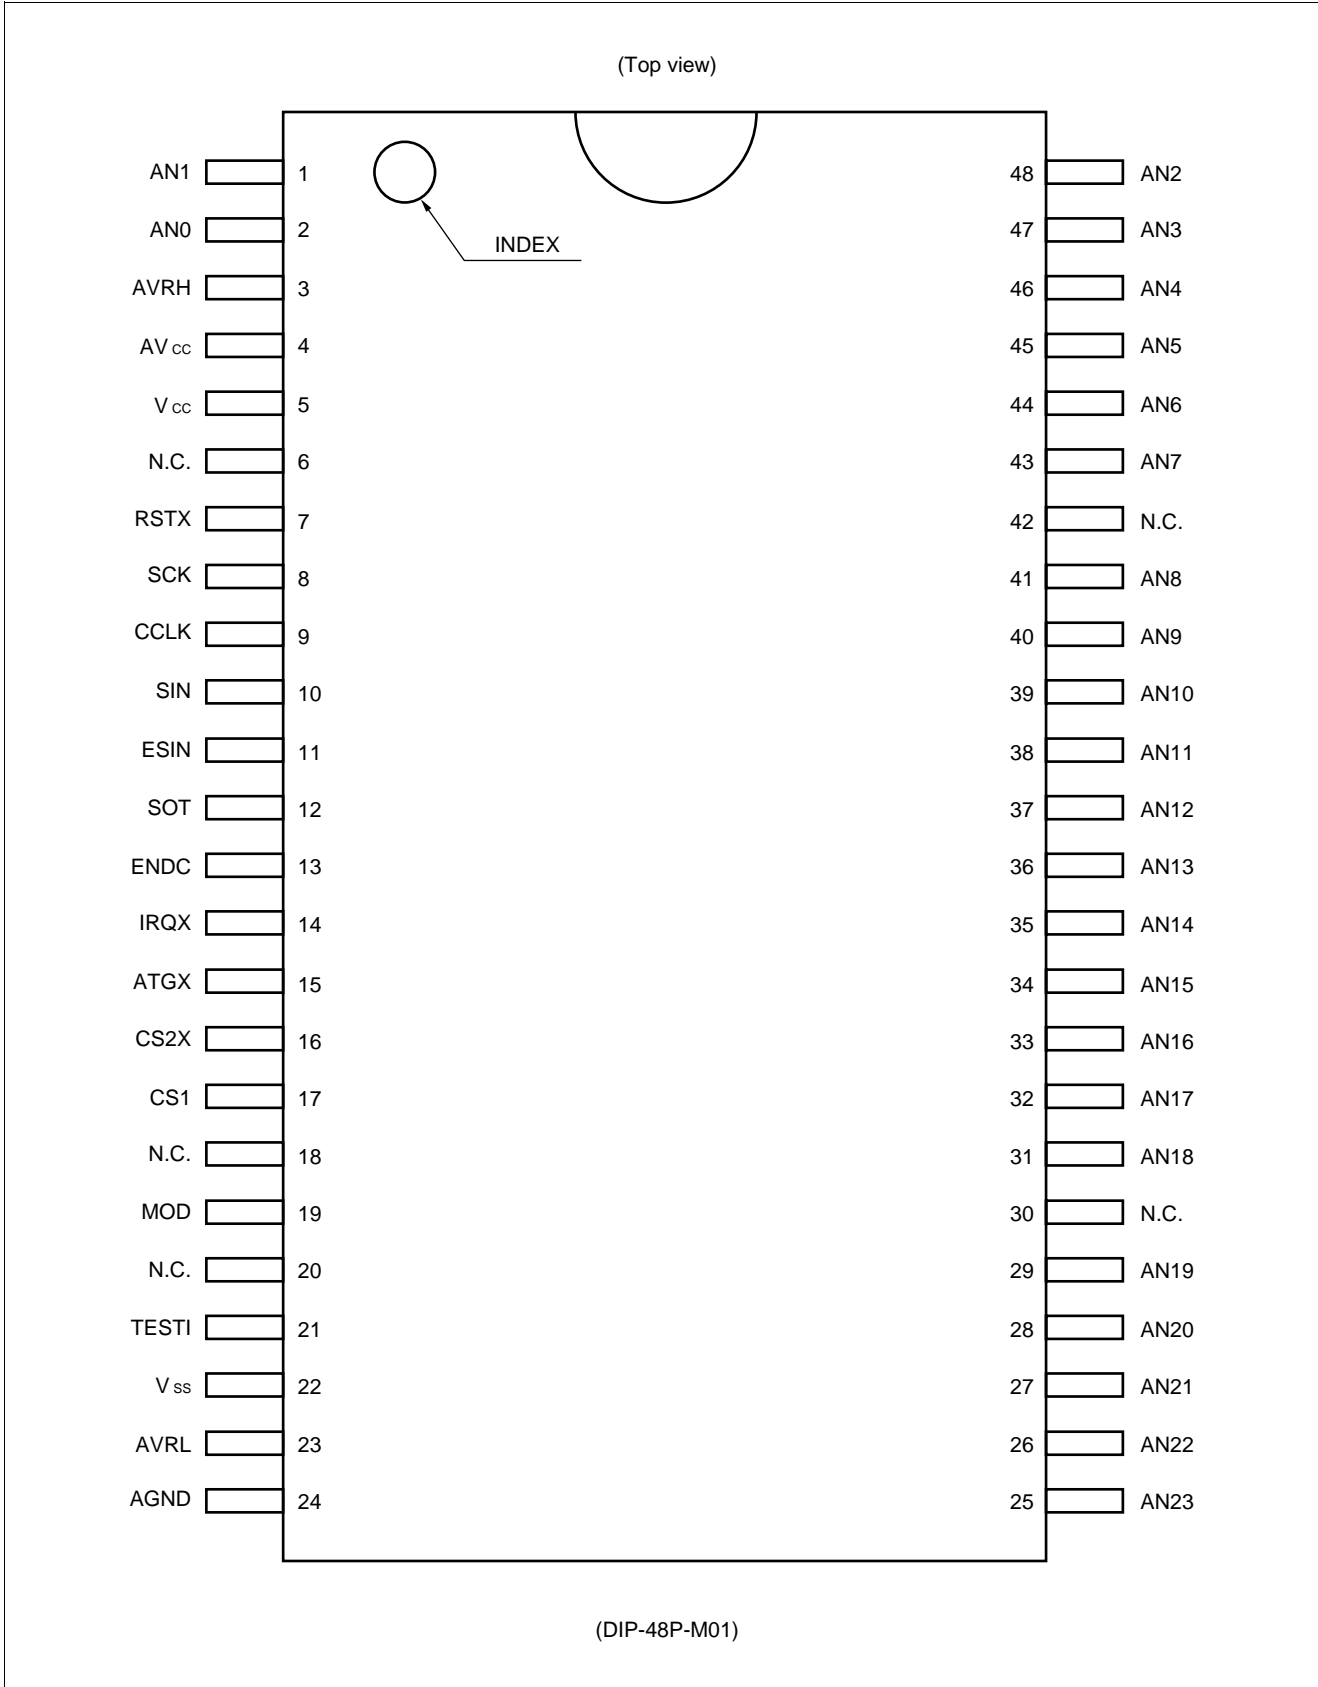 (Top view)
AN1 1 48 AN2
AN0 2 47 AN3
INDEX
AVRH 3 46 AN4
AV CC 4 45 AN5
V CC 5 44 AN6
N.C. 6 43 AN7
RSTX 7 42 N.C.
SCK 8 41 AN8
CCLK 9 40 AN9
SIN 10 39 AN10
ESIN 11 38 AN11
SOT 12 37 AN12
ENDC 13 36 AN13
IRQX 14 35 AN14
ATGX 15 34 AN15
CS2X 16 33 AN16
CS1 17 32 AN17
N.C. 18 31 AN18
MOD 19 30 N.C.
N.C. 20 29 AN19
TESTI 21 28 AN20
V SS 22 27 AN21
AVRL 23 26 AN22
AGND 24 25 AN23
(DIP-48P-M01)